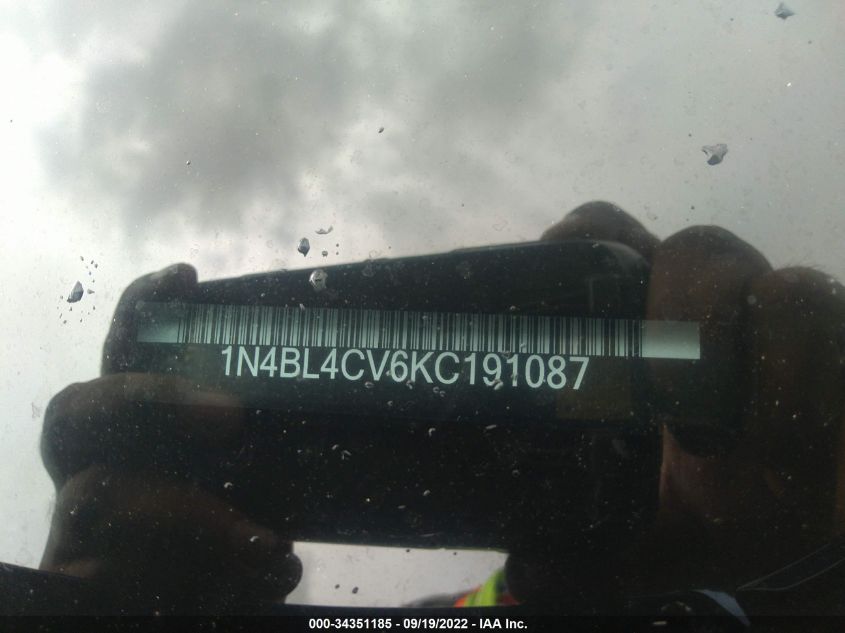 1N4BL4CV6KC191087
000-34351185 - 09/19/2022 - IAA Inc.